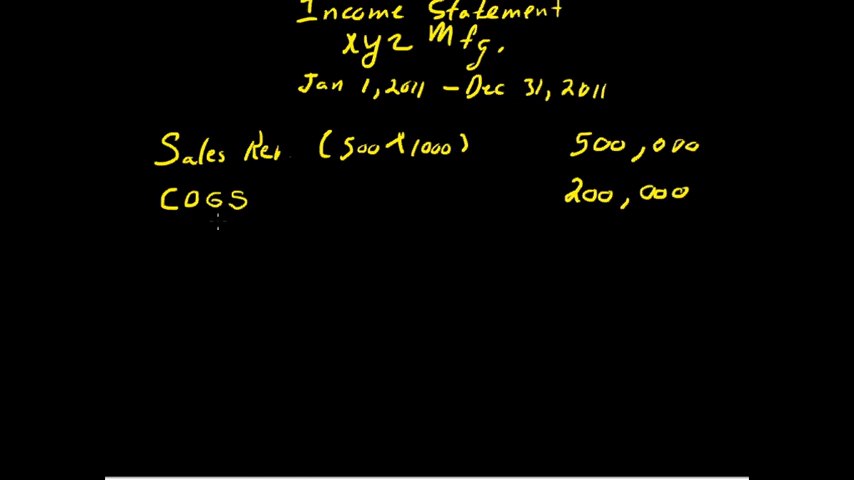 Income Statement
xyz Mfg.
Jan 1, 2011 - Dec 31, 2011
Sales Rev. (500 x 1000) 500,000
COGS 200,000